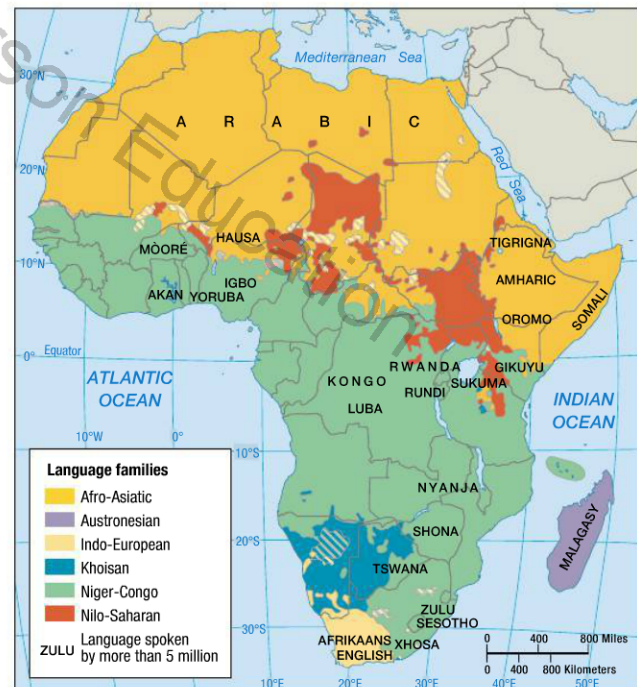 rson Education
Mediterranean Sea
30°N
A R A B I C
20°N
Red Sea
10°N
MÒORÉ
HAUSA
TIGRIGNA
AMHARIC
IGBO
AKAN
YORUBA
OROMO
SOMALI
0°
Equator
ATLANTIC
OCEAN
RWANDA
GIKUYU
KONGO
SUKUMA
RUNDI
LUBA
INDIAN
OCEAN
10°W
0°
10°S
NYANJA
SHONA
20°S
TSWANA
MALAGASY
ZULU
SESOTHO
30°S
AFRIKAANS
ENGLISH
XHOSA
Language families
Afro-Asiatic
Austronesian
Indo-European
Khoisan
Niger-Congo
Nilo-Saharan
ZULU Language spoken
by more than 5 million
0 400 800 Miles
0 400 800 Kilometers
10°E
20°E
30°E
40°E
50°E